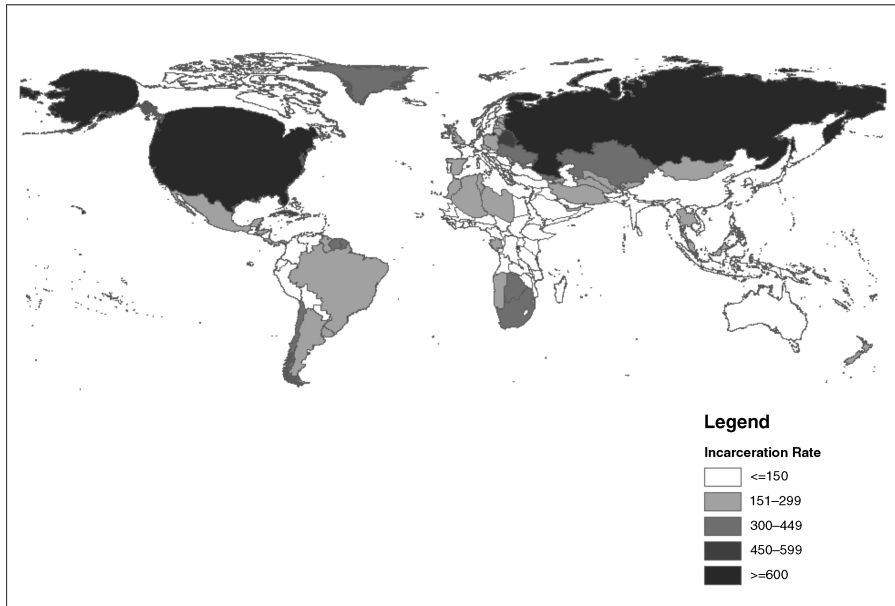 Legend
Incarceration Rate
<=150
151–299
300–449
450–599
>=600